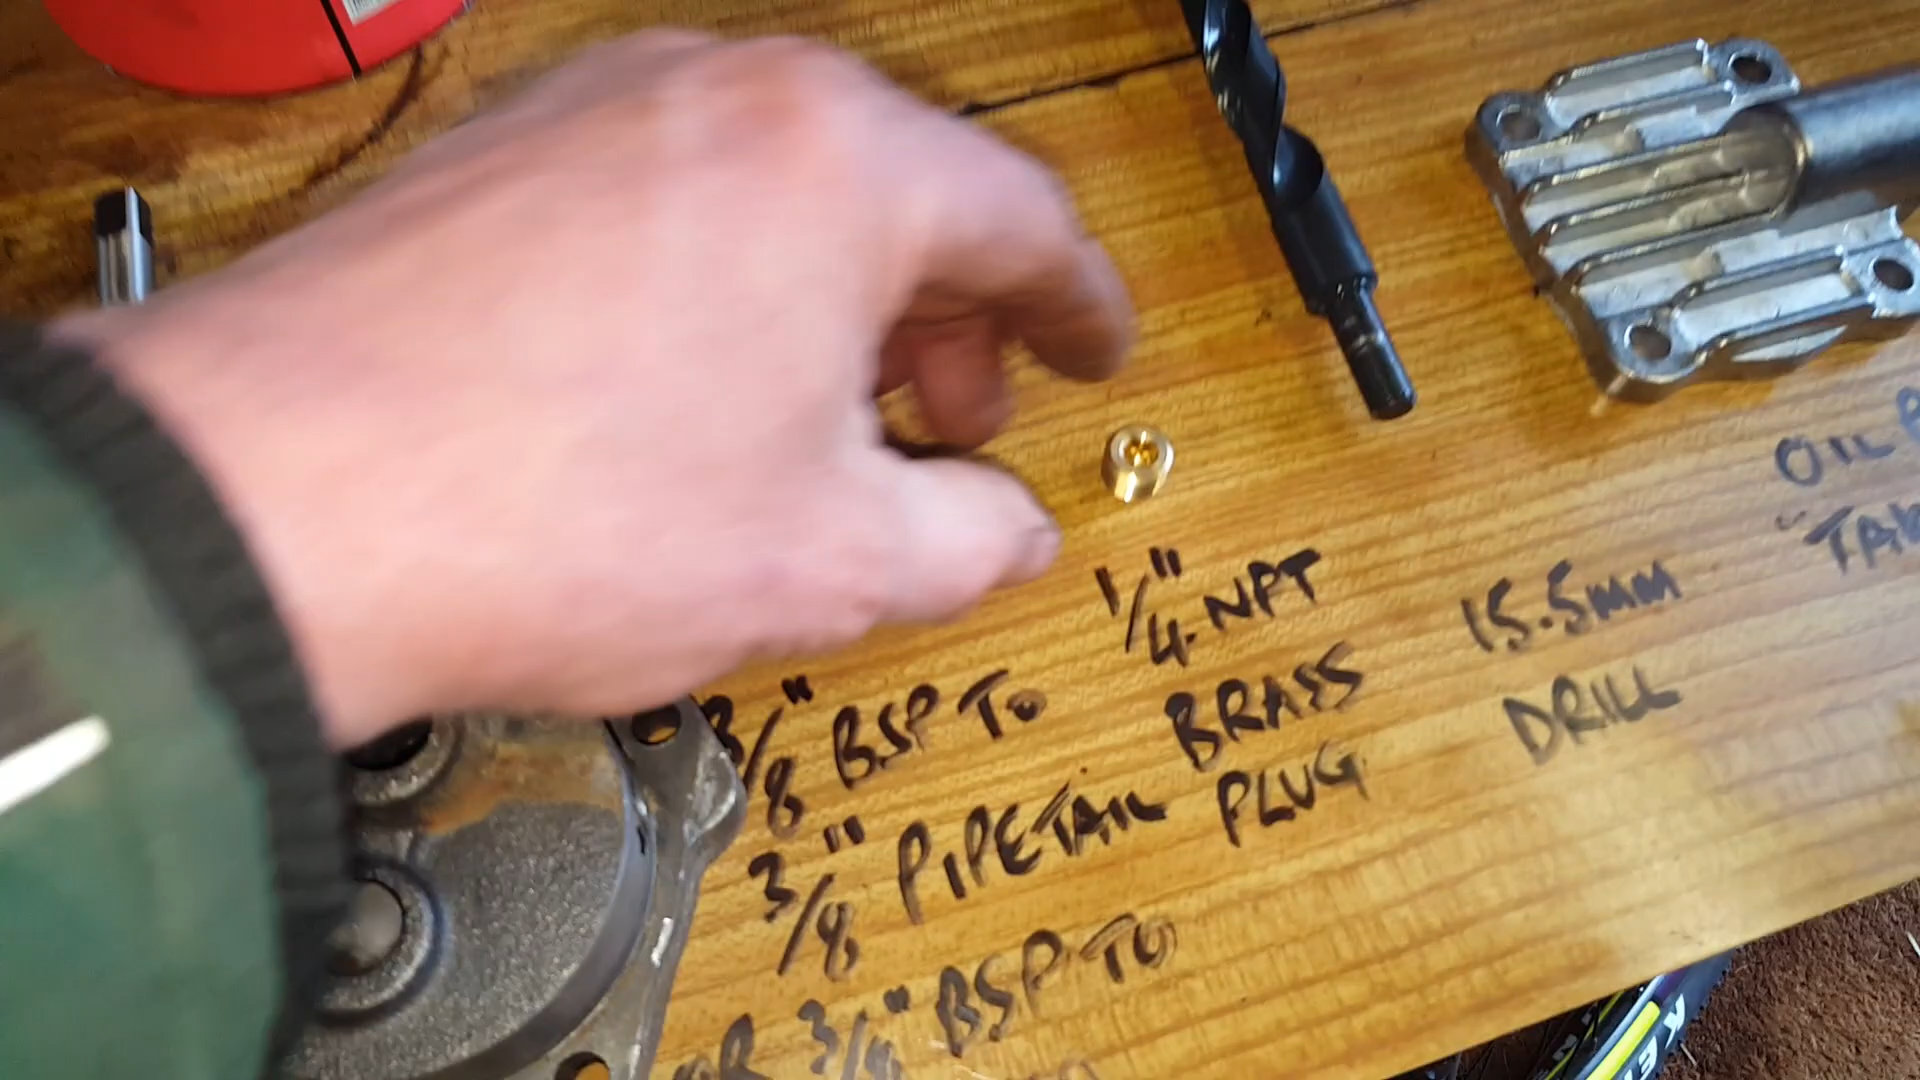 3/8" BSP TO
3/8" PIPETAIL
OR 3/4" BSP TO
1/4" NPT
BRASS
PLUG
15.5mm
DRILL
OIL